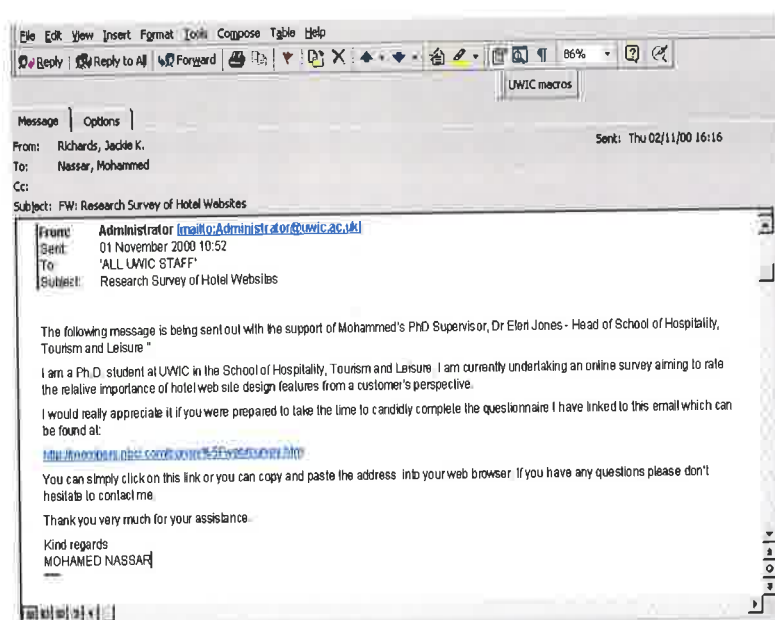 File Edit View Insert Format Tools Compose Table Help
Reply Reply to All Forward 86%
UWIC macros
Message Options
From: Richards, Jackie K. Sent: Thu 02/11/00 16:16
To: Nassar, Mohammed
Cc:
Subject: FW: Research Survey of Hotel Websites
From: Administrator [mailto:Administrator@uwic.ac.uk]
Sent: 01 November 2000 10:52
To: 'ALL UWIC STAFF'
Subject: Research Survey of Hotel Websites
The following message is being sent out with the support of Mohammed's PhD Supervisor, Dr Eleri Jones - Head of School of Hospitality,
Tourism and Leisure "
I am a Ph.D. student at UWIC in the School of Hospitality, Tourism and Leisure. I am currently undertaking an online survey aiming to rate
the relative importance of hotel web site design features from a customer's perspective.
I would really appreciate it if you were prepared to take the time to candidly complete the questionnaire I have linked to this email which can
be found at:
You can simply click on this link or you can copy and paste the address into your web browser. If you have any questions please don't
hesitate to contact me.
Thank you very much for your assistance.
Kind regards
MOHAMED NASSAR